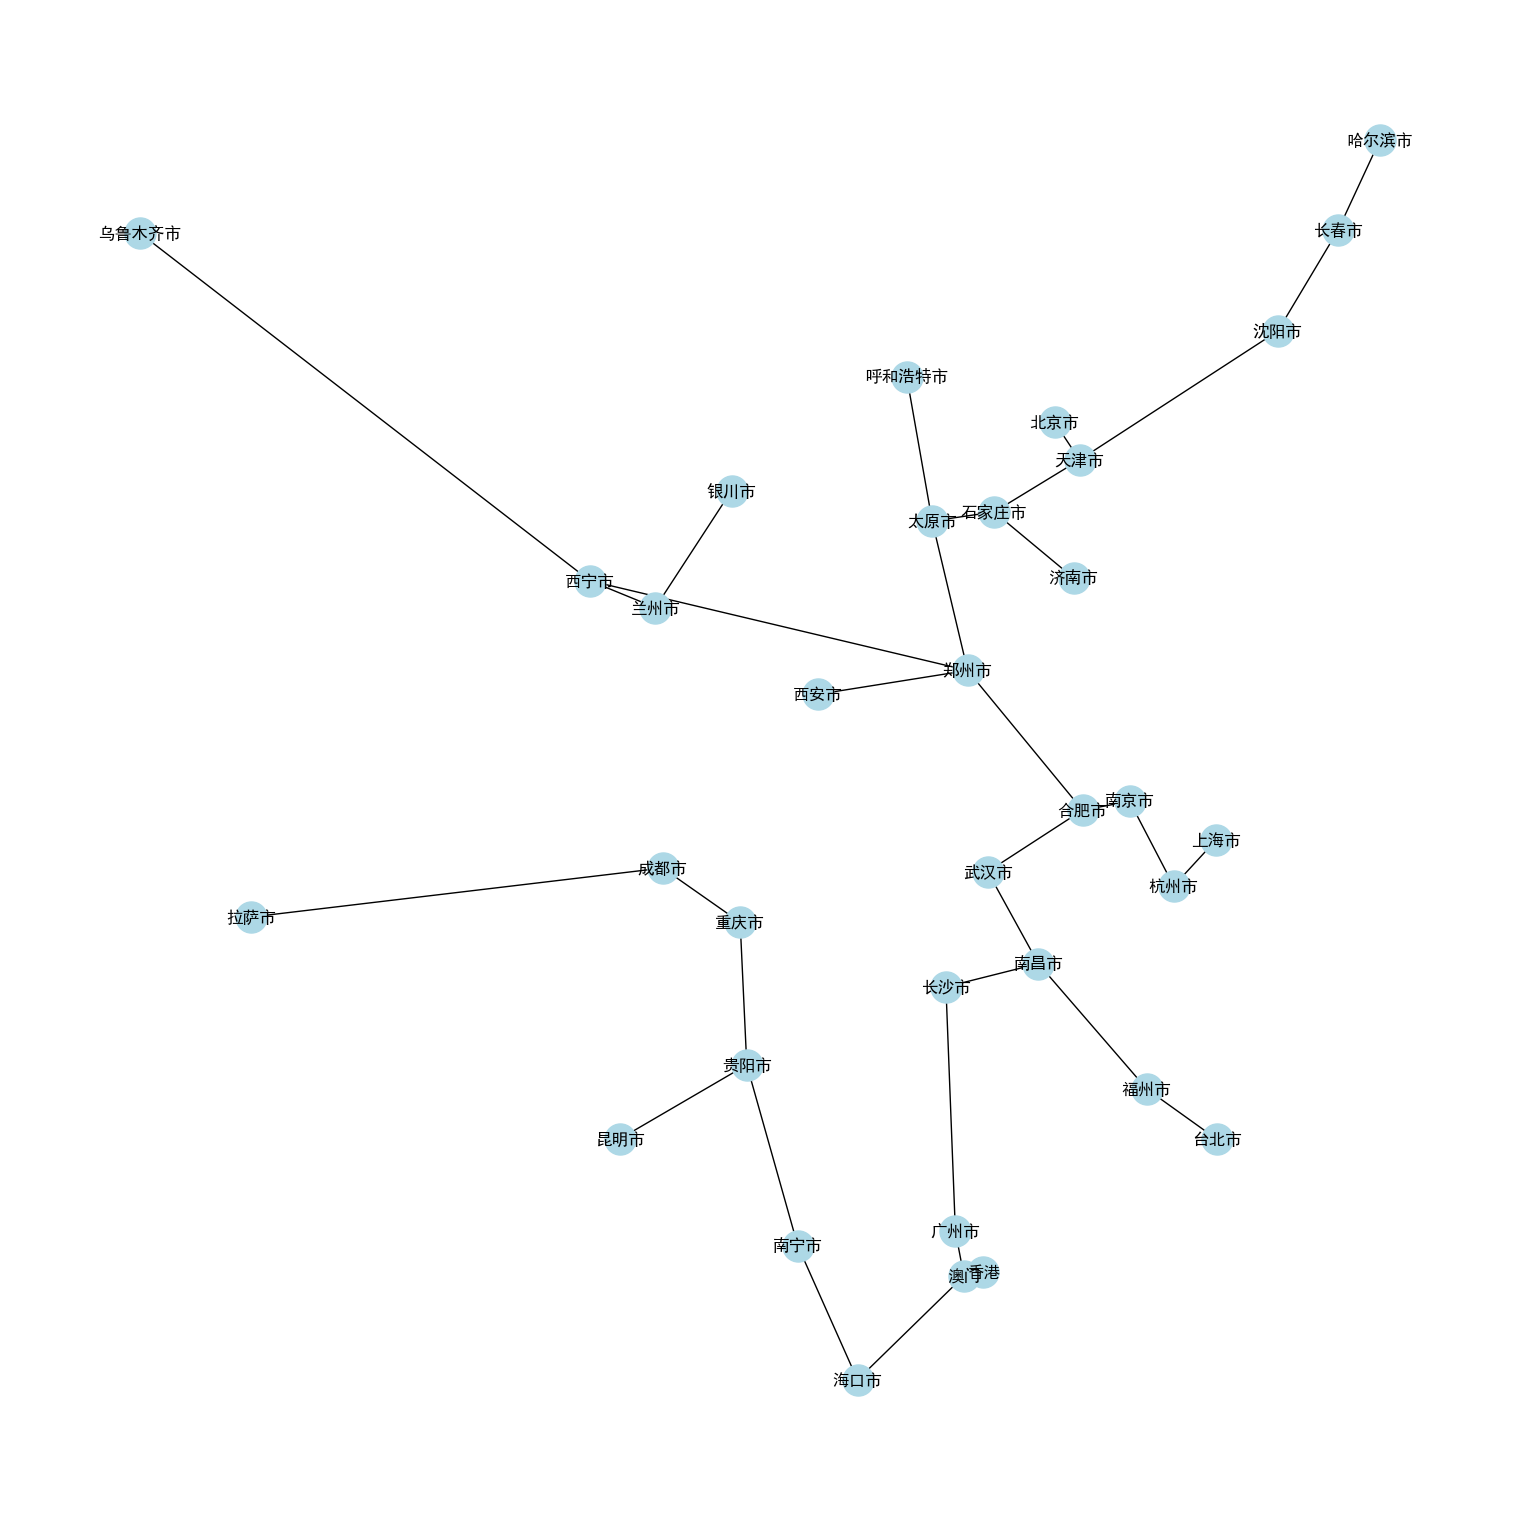 哈尔滨市
长春市
乌鲁木齐市
沈阳市
呼和浩特市
北京市
天津市
银川市
石家庄市
太原市
济南市
西宁市
兰州市
郑州市
西安市
南京市
合肥市
上海市
成都市
武汉市
杭州市
拉萨市
重庆市
南昌市
长沙市
贵阳市
福州市
昆明市
台北市
广州市
南宁市
香港
澳门
海口市